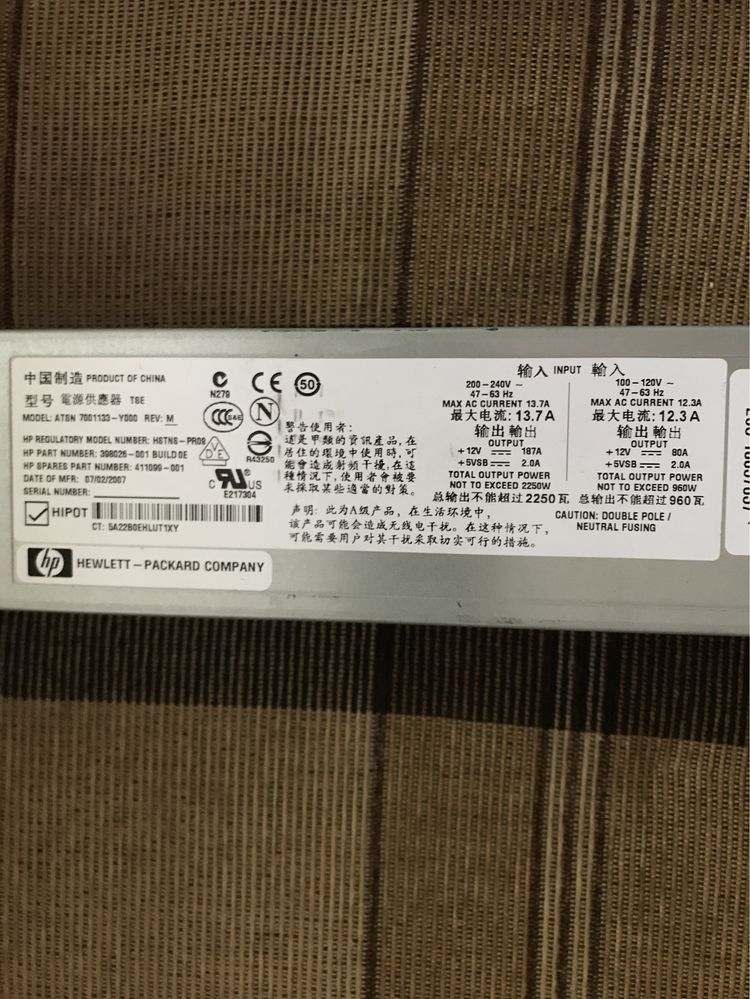 中国制造 PRODUCT OF CHINA
型号 電源供應器 T8E
MODEL: ATSN 7001133-Y000 REV: M
HP REGULATORY MODEL NUMBER: HSTNS-PR09
HP PART NUMBER: 398026-001 BUILD 0E
HP SPARES PART NUMBER: 411099-001
DATE OF MFR: 07/02/2007
SERIAL NUMBER:
HIPOT
CT: 5A22B0EHLUT1XY
hp HEWLETT-PACKARD COMPANY
N279
CE
50
CCC S&E
N
VDE
R43250
C RU® US
E217304
警告使用者:
這是甲類的資訊產品,在
居住的環境中使用時,可
能會造成射頻干擾,在這
種情況下,使用者會被要
求採取某些適當的對策。
声明: 此为A级产品, 在生活环境中,
该产品可能会造成无线电干扰。在这种情况下,
可能需要用户对其干扰采取切实可行的措施。
输入 INPUT 輸入
200-240V ~
47-63 Hz
MAX AC CURRENT 13.7A
最大电流: 13.7A
输出輸出
OUTPUT
+12V 187A
+5VSB 2.0A
TOTAL OUTPUT POWER
NOT TO EXCEED 2250W
总输出不能超过2250瓦
100-120V ~
47-63 Hz
MAX AC CURRENT 12.3A
最大电流: 12.3A
输出輸出
OUTPUT
+12V 80A
+5VSB 2.0A
TOTAL OUTPUT POWER
NOT TO EXCEED 960W
总输出不能超过960瓦
CAUTION: DOUBLE POLE /
NEUTRAL FUSING